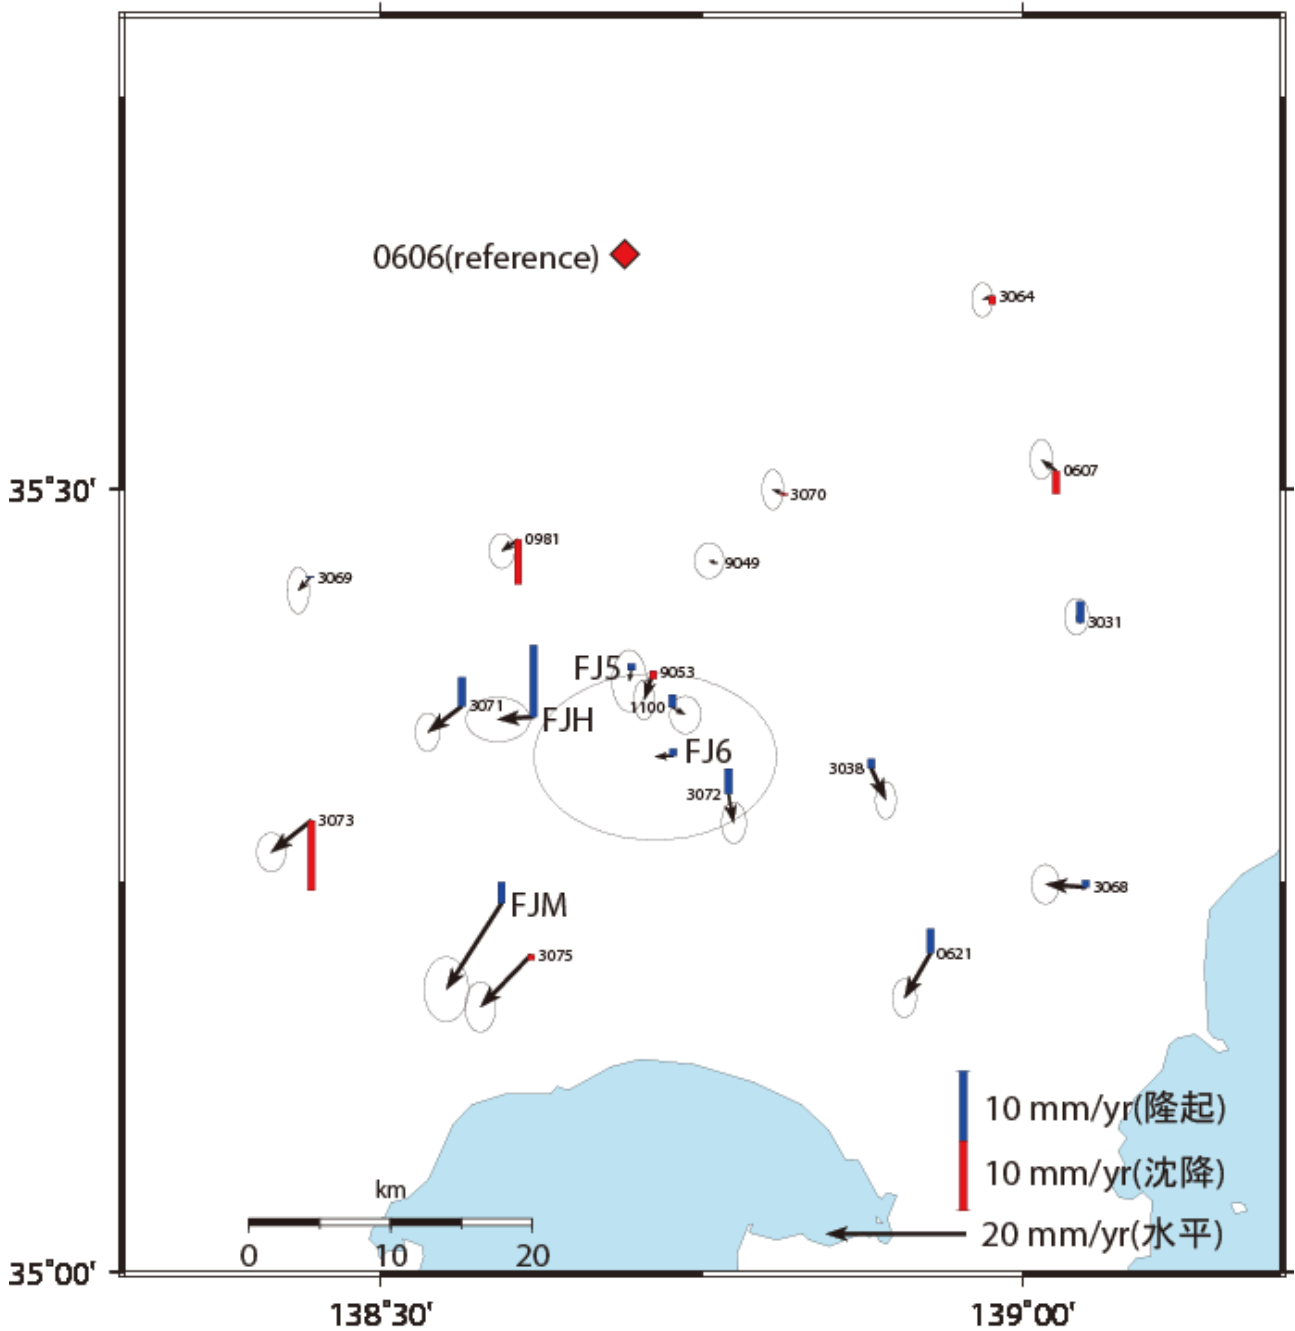 0606(reference)
3064
35°30'
0607
3070
0981
9049
3069
3031
FJ5
9053
3071
1100
FJH
FJ6
3038
3072
3073
3068
FJM
3075
0621
10 mm/yr(隆起)
10 mm/yr(沈降)
km
20 mm/yr(水平)
0 10 20
35°00'
138°30' 139°00'